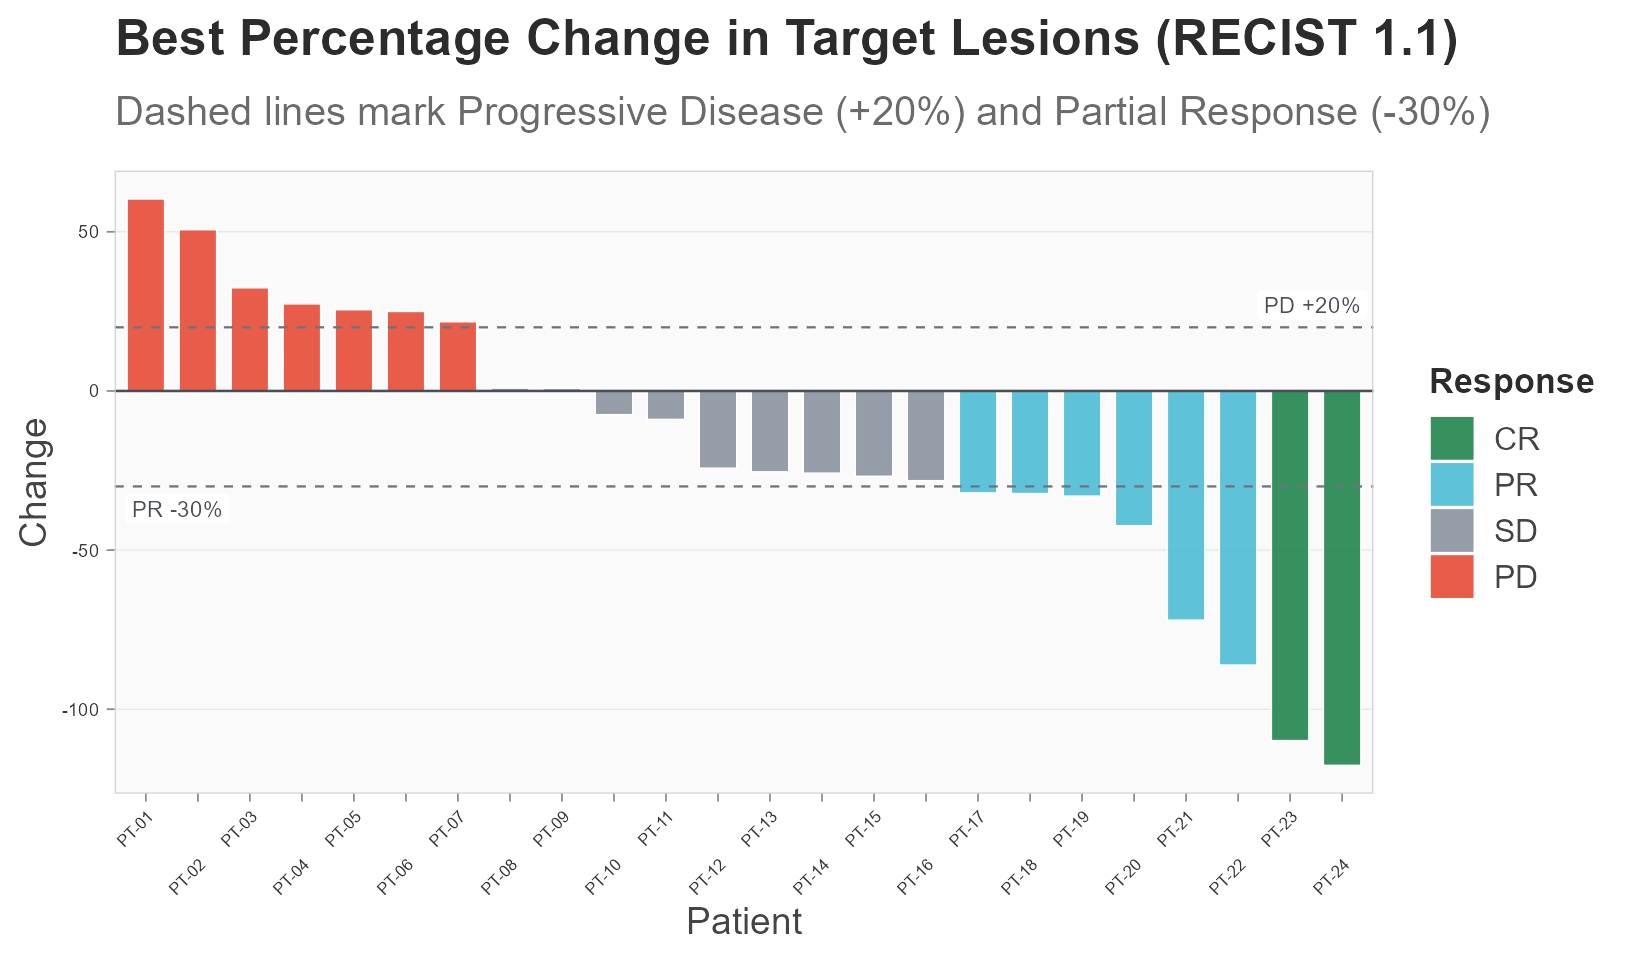 Best Percentage Change in Target Lesions (RECIST 1.1)
Dashed lines mark Progressive Disease (+20%) and Partial Response (-30%)
50
0
-50
-100
Change
PD +20%
PR -30%
PT-01
PT-02
PT-03
PT-04
PT-05
PT-06
PT-07
PT-08
PT-09
PT-10
PT-11
PT-12
PT-13
PT-14
PT-15
PT-16
PT-17
PT-18
PT-19
PT-20
PT-21
PT-22
PT-23
PT-24
Patient
Response
CR
PR
SD
PD